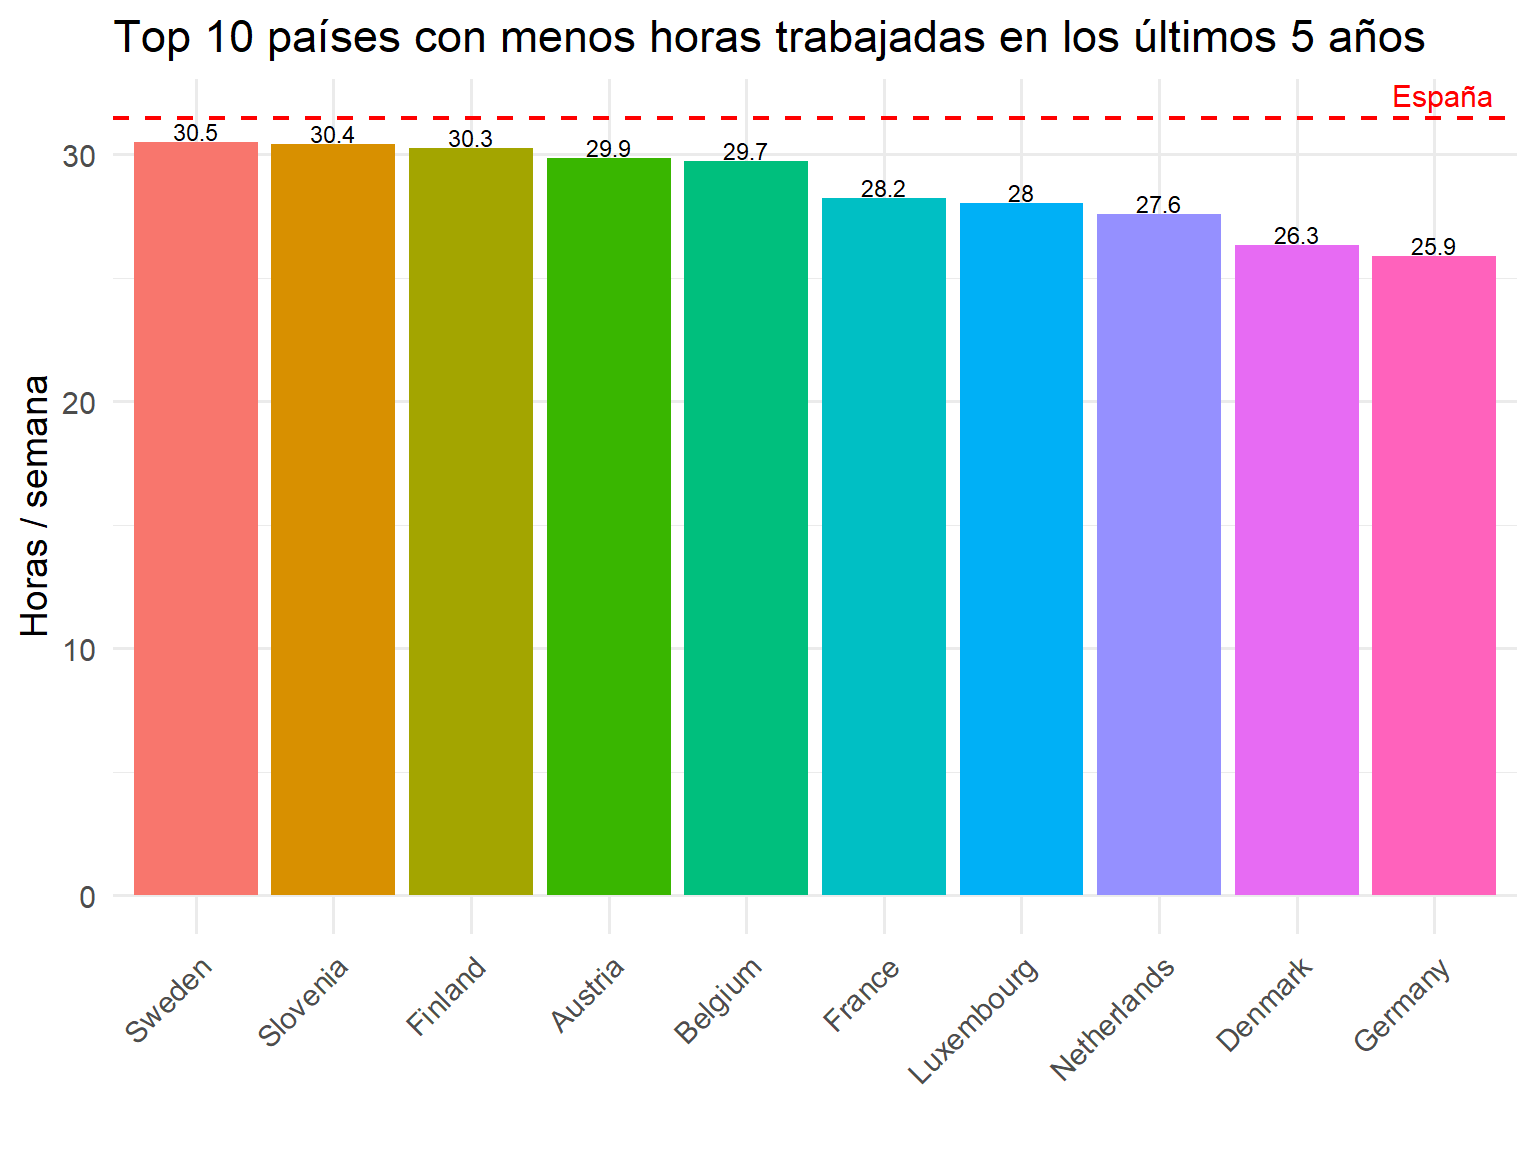 Top 10 países con menos horas trabajadas en los últimos 5 años
España
30.5
30.4
30.3
29.9
29.7
28.2
28
27.6
26.3
25.9
Horas / semana
30
20
10
0
Sweden
Slovenia
Finland
Austria
Belgium
France
Luxembourg
Netherlands
Denmark
Germany